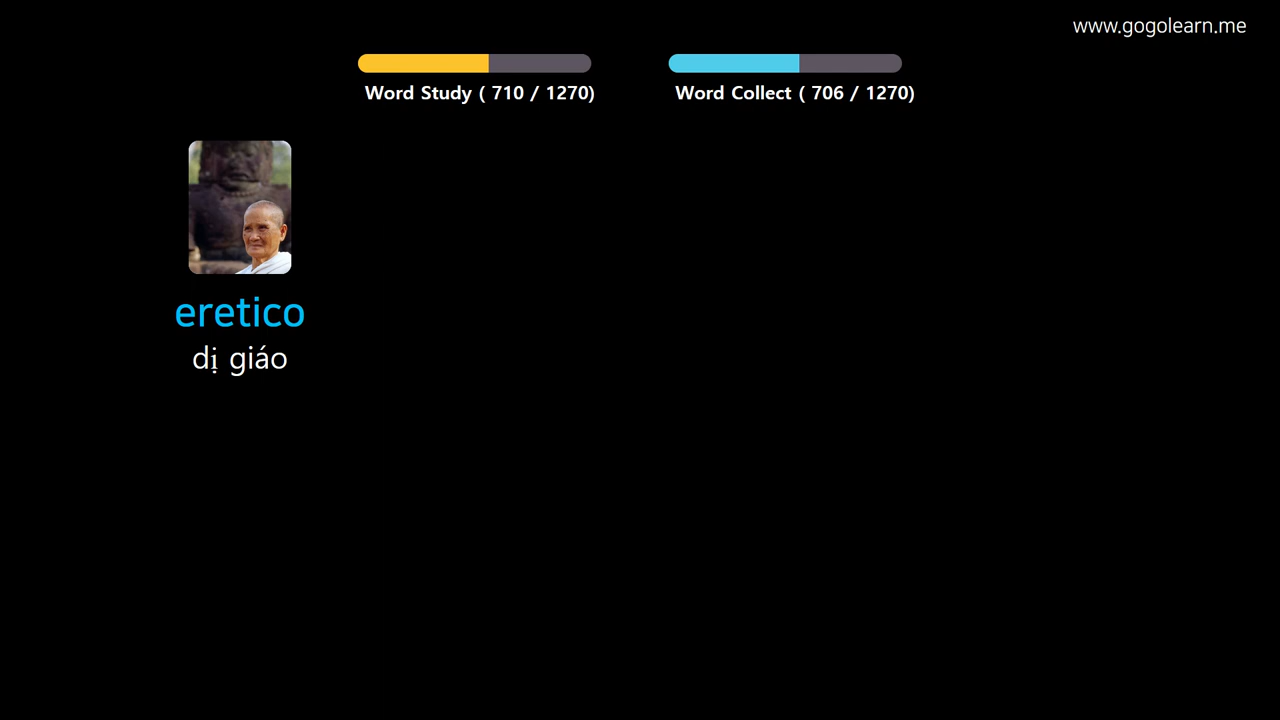 www.gogolearn.me
Word Study ( 710 / 1270)
Word Collect ( 706 / 1270)
eretico
dị giáo